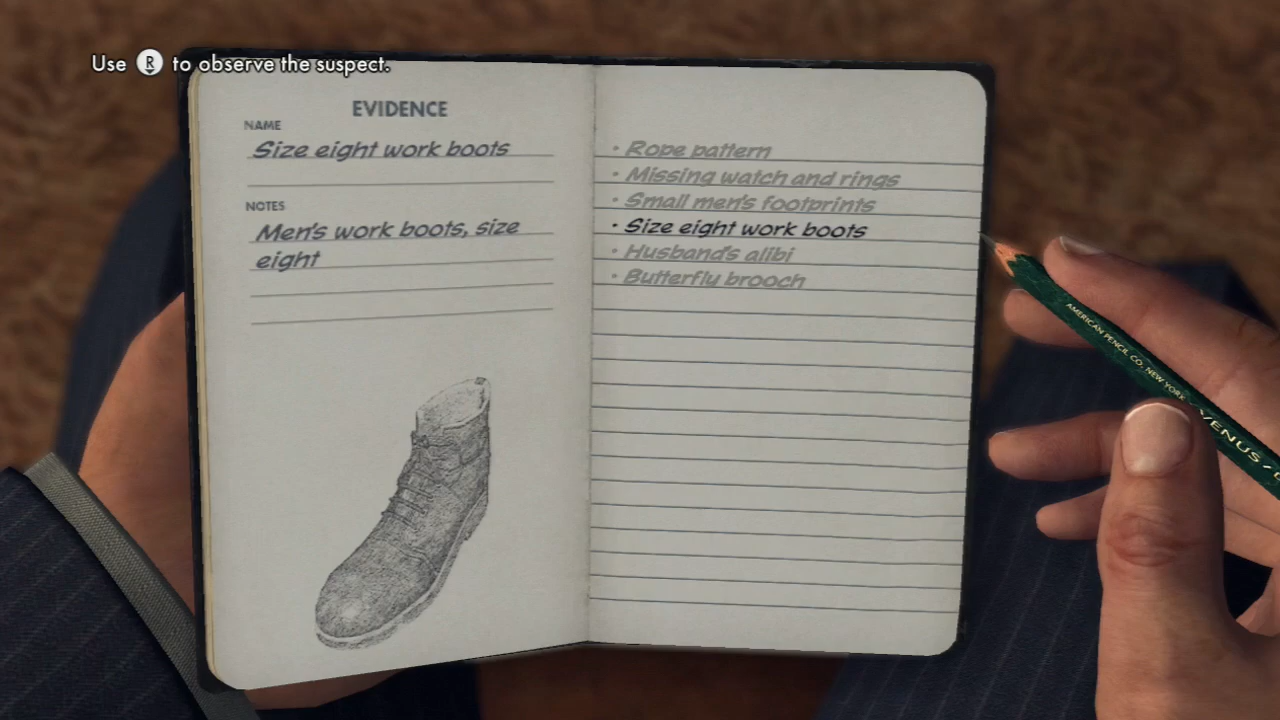 Use R to observe the suspect.
EVIDENCE
NAME
Size eight work boots
NOTES
Men's work boots, size
eight
• Rope pattern
• Missing watch and rings
• Small men's footprints
• Size eight work boots
• Husband's alibi
• Butterfly brooch
AMERICAN PENCIL CO. NEW YORK
VENUS